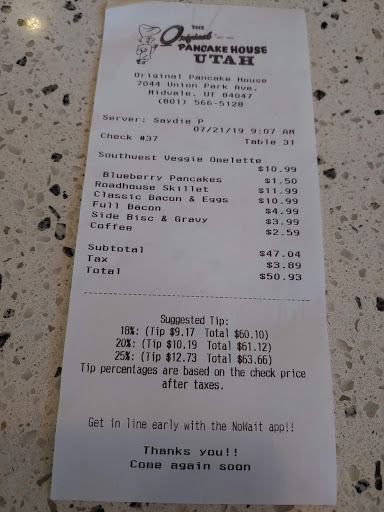 THE
Original EST. 1953
PANCAKE HOUSE
UTAH
Original Pancake House
7044 Union Park Ave.
Midvale, UT 84047
(801) 566-5120
Server: Saydie P
07/21/19 9:07 AM
Check #37 Table 31
Southwest Veggie Omelette
$10.99
Blueberry Pancakes $1.50
Roadhouse Skillet $11.99
Classic Bacon & Eggs $10.99
Full Bacon $4.99
Side Bisc & Gravy $3.99
Coffee $2.59
Subtotal $47.04
Tax $3.89
Total $50.93
Suggested Tip:
18%: (Tip $9.17 Total $60.10)
20%: (Tip $10.19 Total $61.12)
25%: (Tip $12.73 Total $63.66)
Tip percentages are based on the check price
after taxes.
Get in line early with the NoWait app!!
Thanks you!!
Come again soon